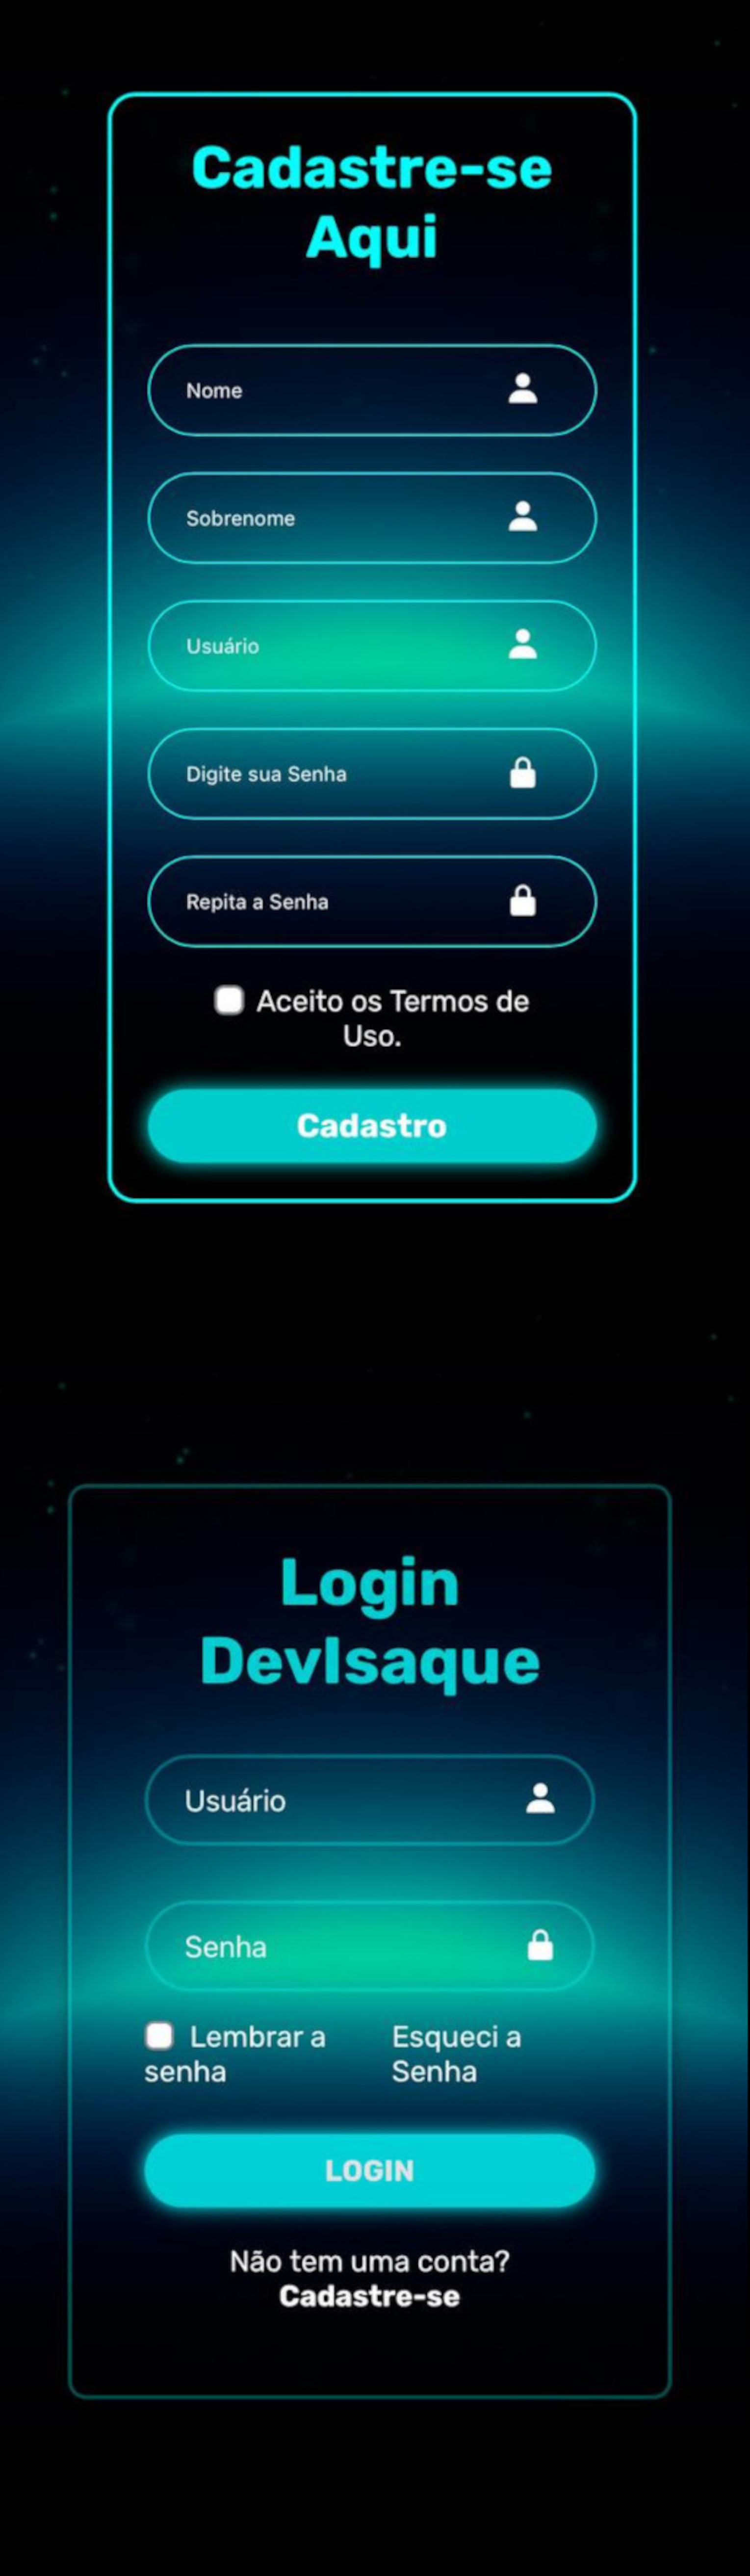 Cadastre-se
Aqui
Nome
Sobrenome
Usuário
Digite sua Senha
Repita a Senha
Aceito os Termos de
Uso.
Cadastro
Login
DevIsaque
Usuário
Senha
Lembrar a
senha
Esqueci a
Senha
LOGIN
Não tem uma conta?
Cadastre-se